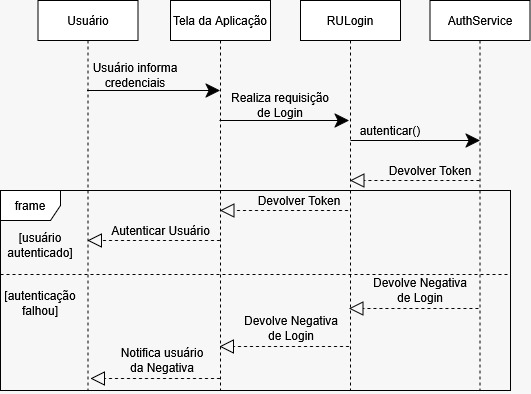 Usuário
Tela da Aplicação
RULogin
AuthService
Usuário informa
credenciais
Realiza requisição
de Login
autenticar()
Devolver Token
frame
Devolver Token
[usuário
autenticado]
Autenticar Usuário
[autenticação
falhou]
Devolve Negativa
de Login
Devolve Negativa
de Login
Notifica usuário
da Negativa